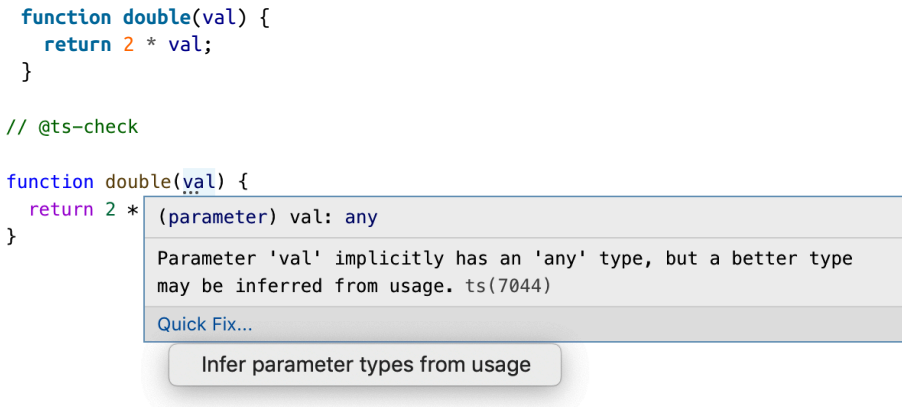 function double(val) {
  return 2 * val;
}
// @ts-check
function double(val) {
  return 2 *
}
(parameter) val: any
Parameter 'val' implicitly has an 'any' type, but a better type
may be inferred from usage. ts(7044)
Quick Fix...
Infer parameter types from usage